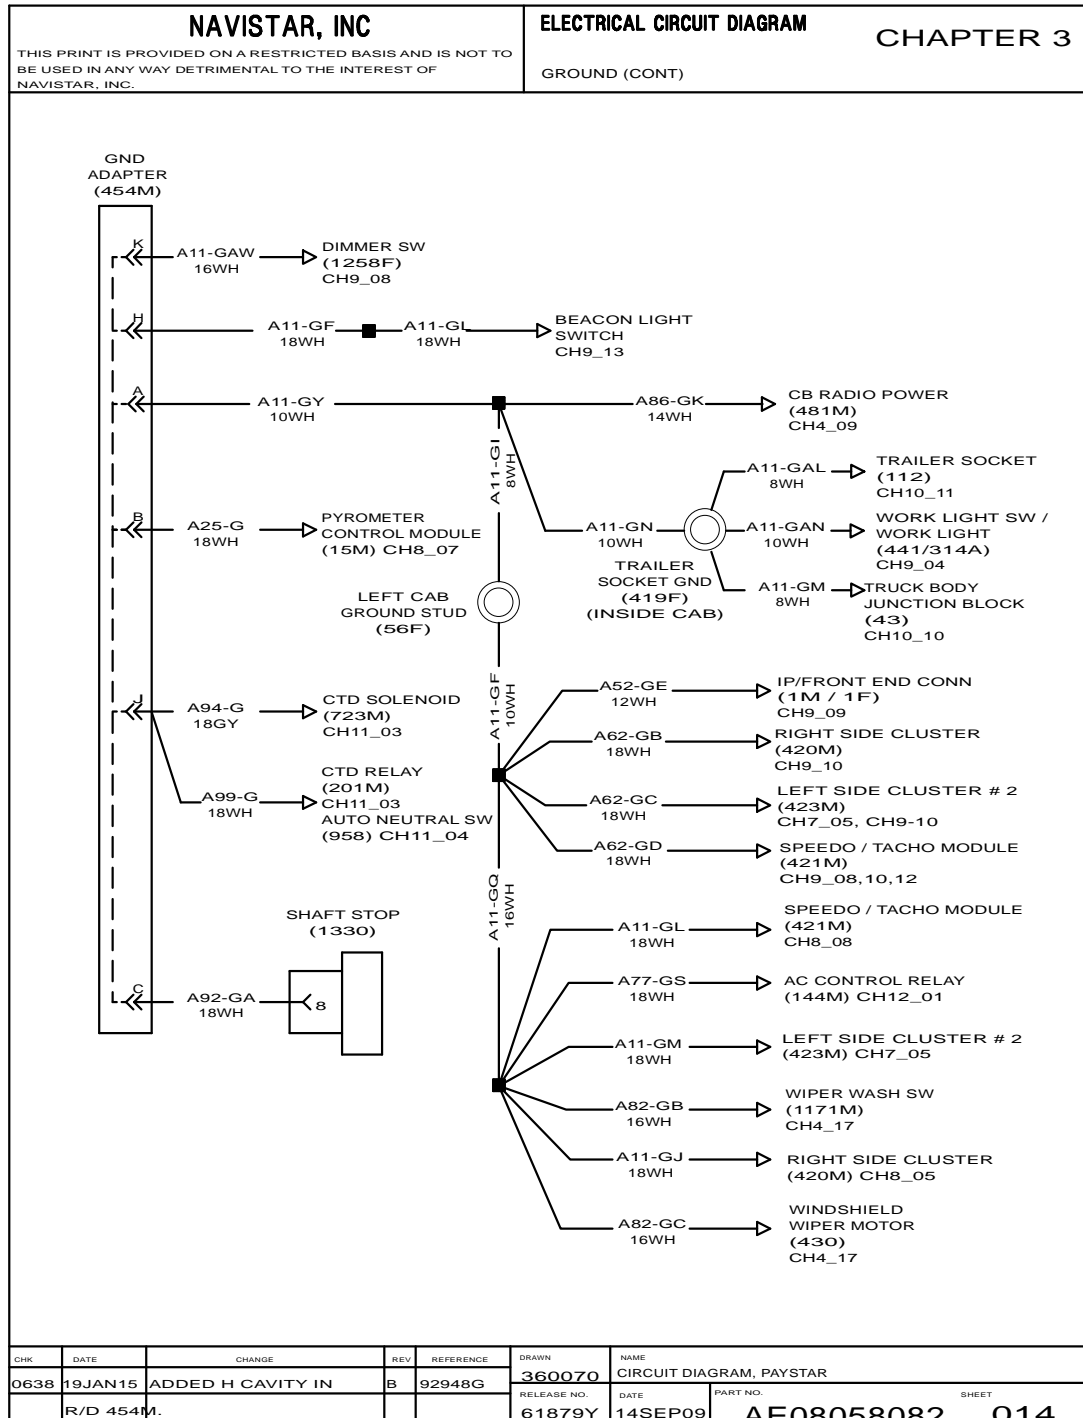 NAVISTAR, INC
THIS PRINT IS PROVIDED ON A RESTRICTED BASIS AND IS NOT TO
BE USED IN ANY WAY DETRIMENTAL TO THE INTEREST OF
NAVISTAR, INC.
ELECTRICAL CIRCUIT DIAGRAM
CHAPTER 3
GROUND (CONT)
GND
ADAPTER
(454M)
K
A11-GAW
16WH
DIMMER SW
(1258F)
CH9_08
H
A11-GF
18WH
A11-GL
18WH
BEACON LIGHT
SWITCH
CH9_13
A
A11-GY
10WH
A86-GK
14WH
CB RADIO POWER
(481M)
CH4_09
A11-GI
8WH
A11-GAL
8WH
TRAILER SOCKET
(112)
CH10_11
B
A25-G
18WH
PYROMETER
CONTROL MODULE
(15M) CH8_07
A11-GN
10WH
A11-GAN
10WH
WORK LIGHT SW /
WORK LIGHT
(441/314A)
CH9_04
TRAILER
SOCKET GND
(419F)
(INSIDE CAB)
A11-GM
8WH
TRUCK BODY
JUNCTION BLOCK
(43)
CH10_10
LEFT CAB
GROUND STUD
(56F)
A11-GF
10WH
J
A94-G
18GY
CTD SOLENOID
(723M)
CH11_03
A52-GE
12WH
IP/FRONT END CONN
(1M / 1F)
CH9_09
A62-GB
18WH
RIGHT SIDE CLUSTER
(420M)
CH9_10
A99-G
18WH
CTD RELAY
(201M)
CH11_03
AUTO NEUTRAL SW
(958) CH11_04
A62-GC
18WH
LEFT SIDE CLUSTER # 2
(423M)
CH7_05, CH9-10
A62-GD
18WH
SPEEDO / TACHO MODULE
(421M)
CH9_08,10,12
A11-GQ
16WH
SHAFT STOP
(1330)
A11-GL
18WH
SPEEDO / TACHO MODULE
(421M)
CH8_08
C
A92-GA
18WH
8
A77-GS
18WH
AC CONTROL RELAY
(144M) CH12_01
A11-GM
18WH
LEFT SIDE CLUSTER # 2
(423M) CH7_05
A82-GB
16WH
WIPER WASH SW
(1171M)
CH4_17
A11-GJ
18WH
RIGHT SIDE CLUSTER
(420M) CH8_05
A82-GC
16WH
WINDSHIELD
WIPER MOTOR
(430)
CH4_17
CHK DATE CHANGE REV REFERENCE
0638 19JAN15 ADDED H CAVITY IN B 92948G
R/D 454M.
DRAWN
360070
NAME
CIRCUIT DIAGRAM, PAYSTAR
RELEASE NO.
61879Y
DATE
14SEP09
PART NO.
AE08058082
SHEET
014